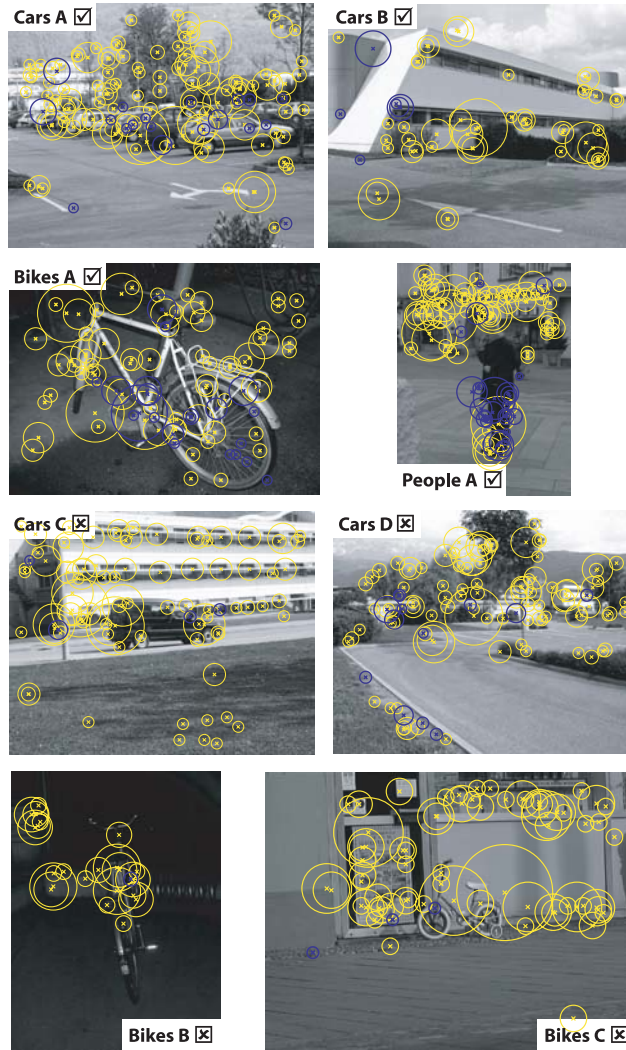 Cars A ☑
Cars B ☑
Bikes A ☑
People A ☑
Cars C ☒
Cars D ☒
Bikes B ☒
Bikes C ☒